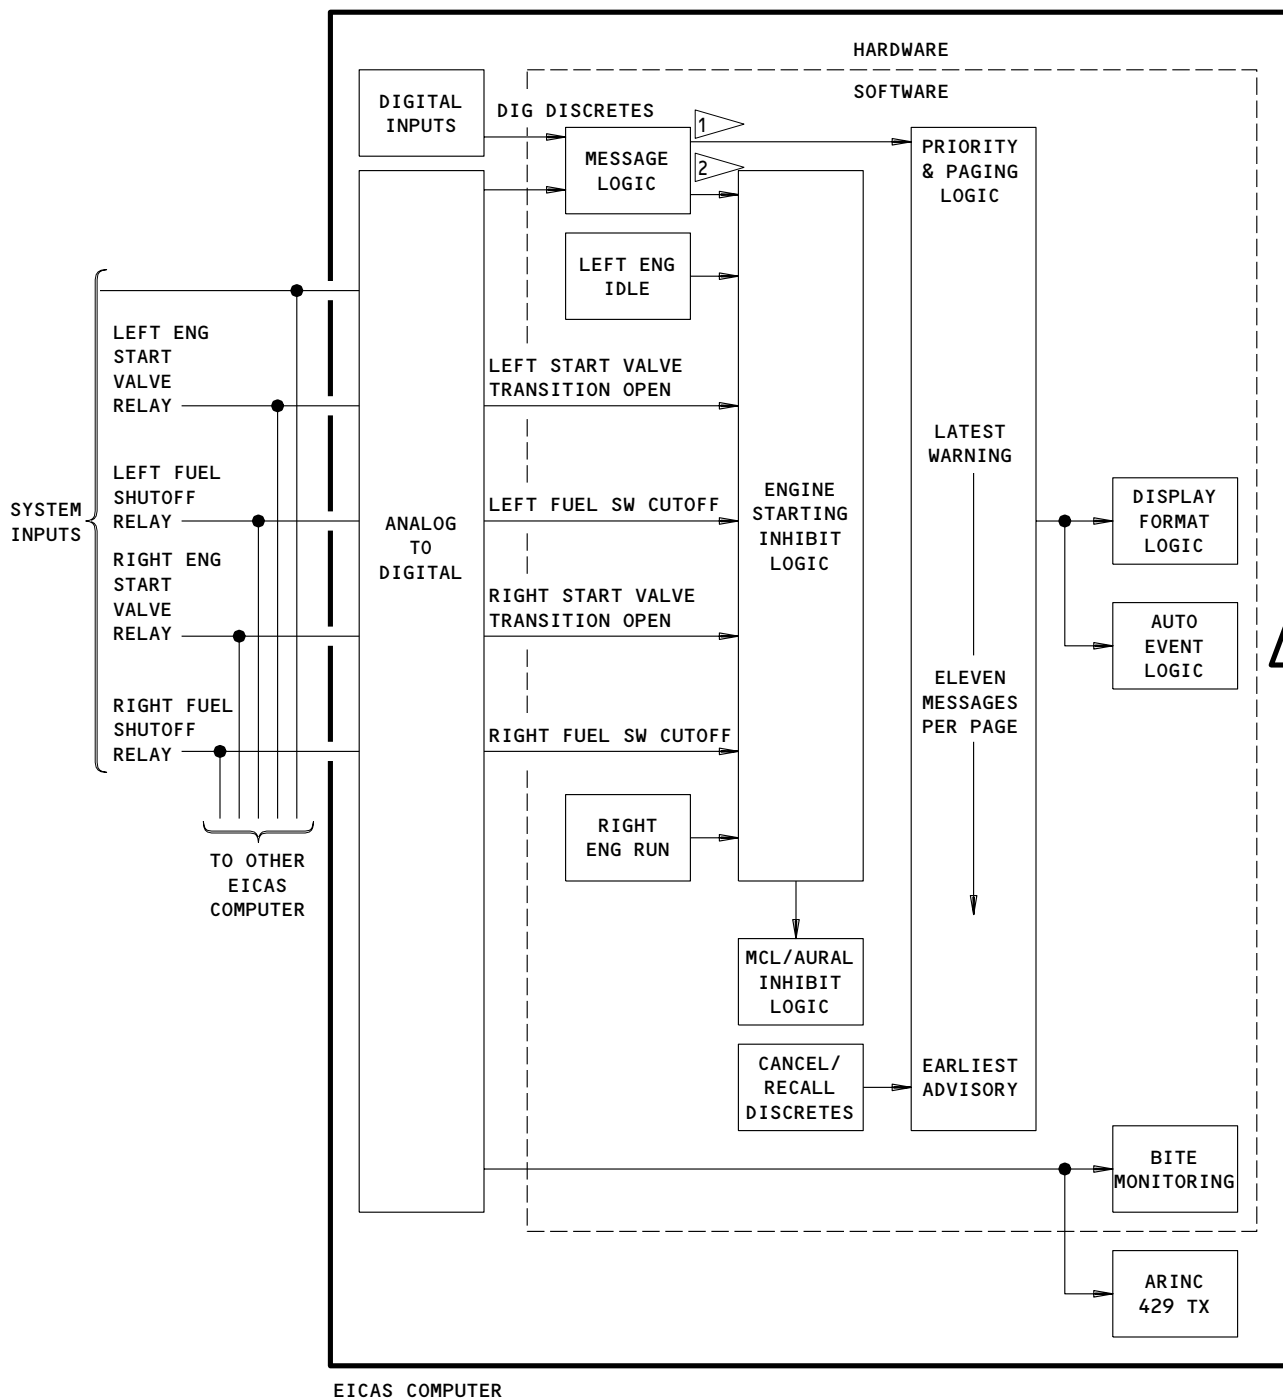 HARDWARE
SOFTWARE
DIGITAL
INPUTS
DIG DISCRETES
MESSAGE
LOGIC
1
2
PRIORITY
& PAGING
LOGIC
LEFT ENG
IDLE
LEFT ENG
START
VALVE
RELAY
LEFT START VALVE
TRANSITION OPEN
LATEST
WARNING
LEFT FUEL
SHUTOFF
RELAY
SYSTEM
INPUTS
ANALOG
TO
DIGITAL
LEFT FUEL SW CUTOFF
ENGINE
STARTING
INHIBIT
LOGIC
DISPLAY
FORMAT
LOGIC
RIGHT ENG
START
VALVE
RELAY
RIGHT START VALVE
TRANSITION OPEN
AUTO
EVENT
LOGIC
ELEVEN
MESSAGES
PER PAGE
RIGHT FUEL
SHUTOFF
RELAY
RIGHT FUEL SW CUTOFF
RIGHT
ENG RUN
TO OTHER
EICAS
COMPUTER
MCL/AURAL
INHIBIT
LOGIC
CANCEL/
RECALL
DISCRETES
EARLIEST
ADVISORY
BITE
MONITORING
ARINC
429 TX
EICAS COMPUTER